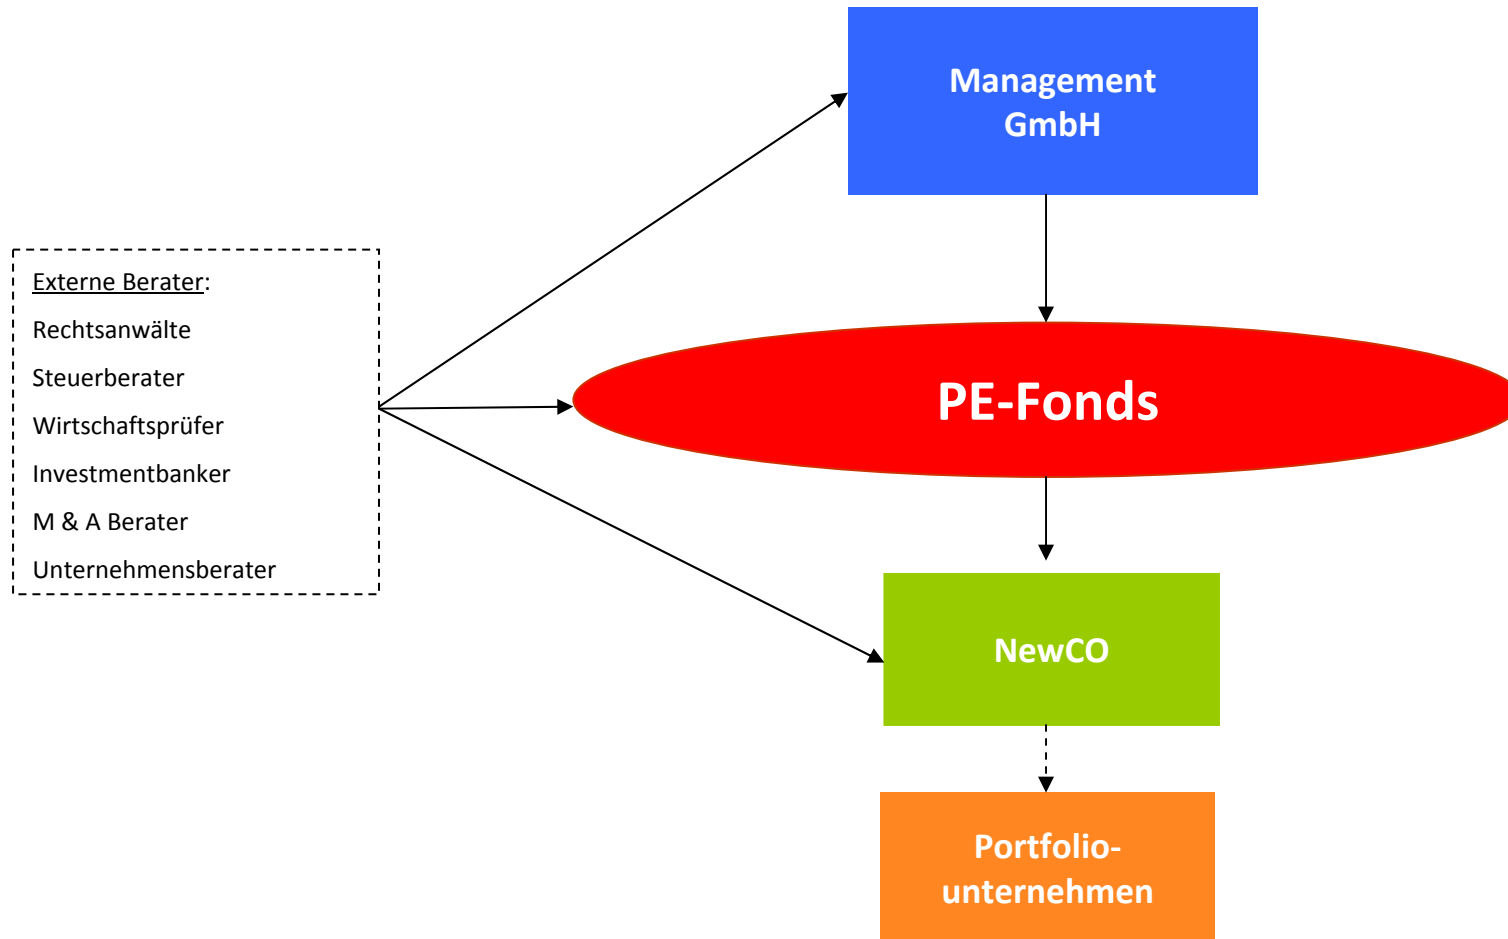 Management
GmbH
Externe Berater:
Rechtsanwälte
Steuerberater
Wirtschaftsprüfer
Investmentbanker
M & A Berater
Unternehmensberater
PE-Fonds
NewCO
Portfolio-
unternehmen